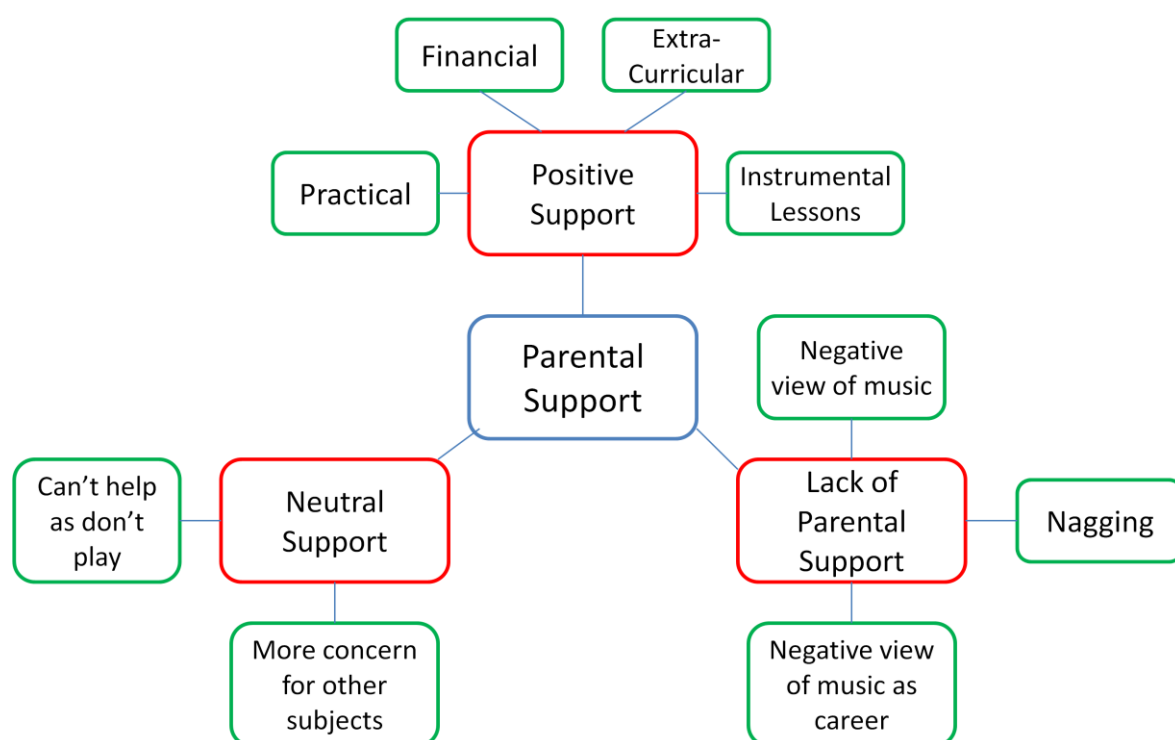 Financial
Extra-
Curricular
Practical
Positive
Support
Instrumental
Lessons
Parental
Support
Negative
view of music
Can’t help
as don’t
play
Neutral
Support
Lack of
Parental
Support
Nagging
More concern
for other
subjects
Negative view
of music as
career